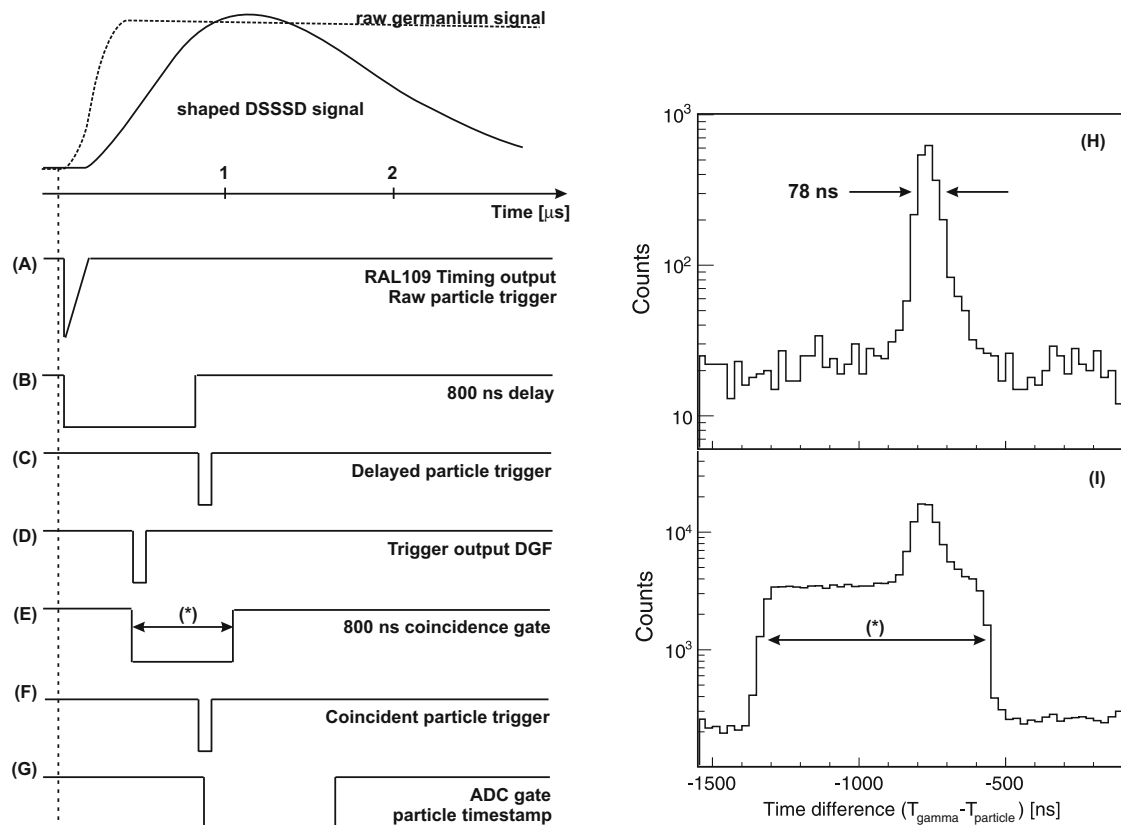 raw germanium signal
shaped DSSSD signal
1
2
Time [μs]
(A)
RAL109 Timing output
Raw particle trigger
(B)
800 ns delay
(C)
Delayed particle trigger
(D)
Trigger output DGF
(E)
(*)
800 ns coincidence gate
(F)
Coincident particle trigger
(G)
ADC gate
particle timestamp
10³
(H)
78 ns
10²
Counts
10
(I)
10⁴
Counts
(*)
10³
-1500
-1000
-500
Time difference (Tgamma-Tparticle) [ns]